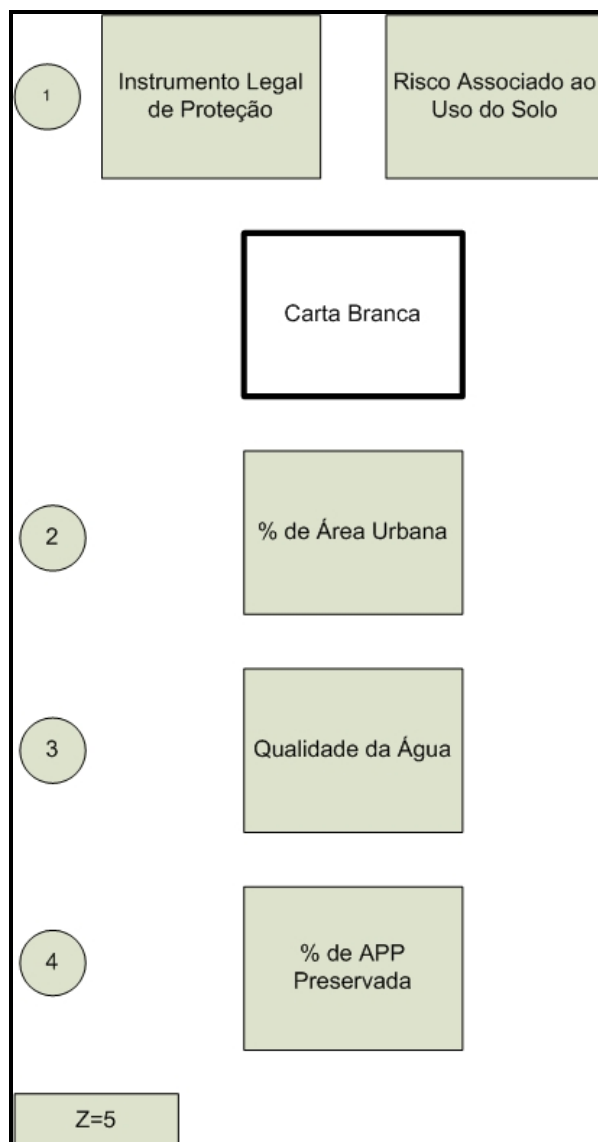 1
Instrumento Legal
de Proteção
Risco Associado ao
Uso do Solo
Carta Branca
2
% de Área Urbana
3
Qualidade da Água
4
% de APP
Preservada
Z=5